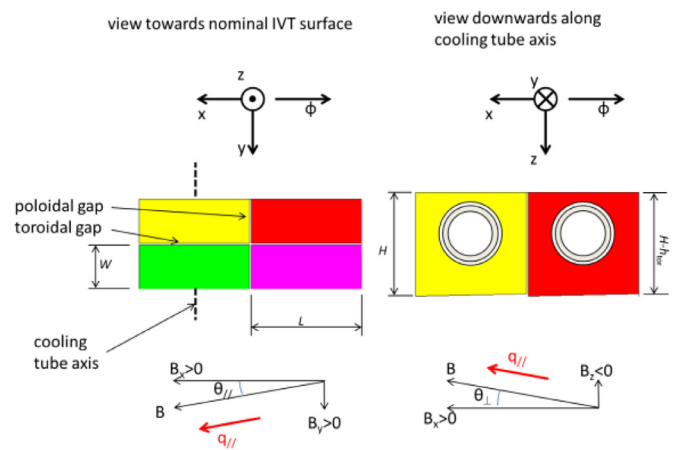 view towards nominal IVT surface
view downwards along
cooling tube axis
z
x
ϕ
y
y
x
ϕ
z
poloidal gap
toroidal gap
W
L
cooling
tube axis
H
H-htor
Bx>0
θ//
B
By>0
q//
q//
B
Bz<0
θ⊥
Bx>0